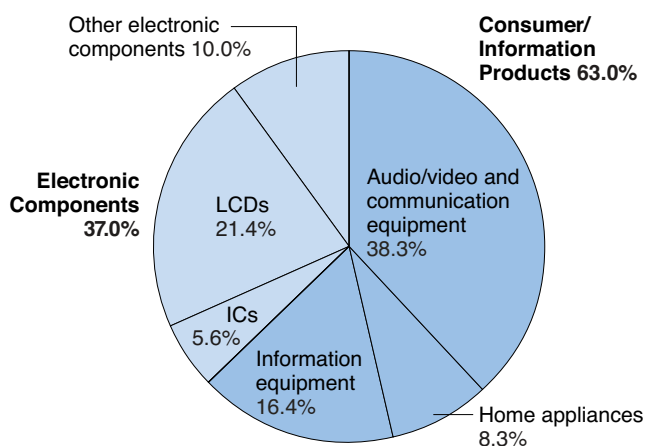 Other electronic
components 10.0%
Consumer/
Information
Products 63.0%
Audio/video and
communication
equipment
38.3%
Electronic
Components
37.0%
LCDs
21.4%
ICs
5.6%
Information
equipment
16.4%
Home appliances
8.3%